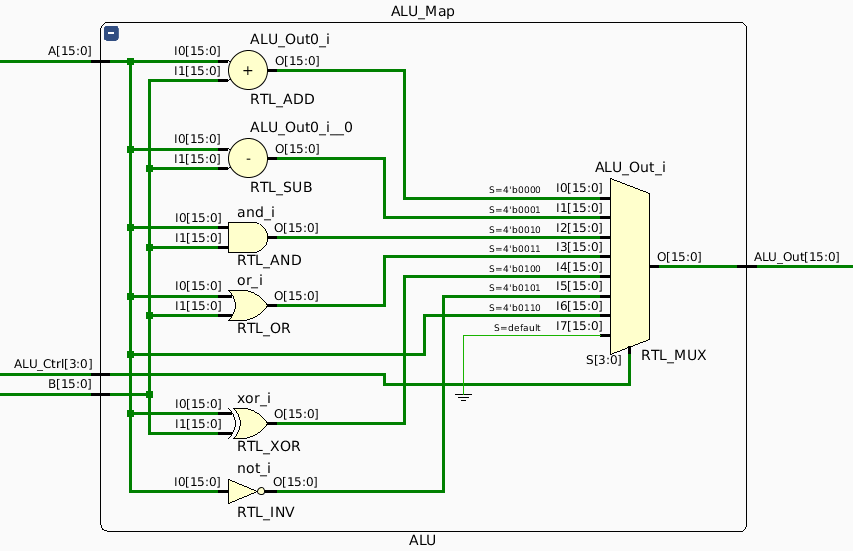 ALU_Map
ALU_Out0_i
A[15:0]
I0[15:0]
O[15:0]
I1[15:0]
+
RTL_ADD
ALU_Out0_i__0
I0[15:0]
O[15:0]
I1[15:0]
-
RTL_SUB
ALU_Out_i
S=4'b0000
I0[15:0]
S=4'b0001
I1[15:0]
and_i
I0[15:0]
O[15:0]
I1[15:0]
RTL_AND
S=4'b0010
I2[15:0]
S=4'b0011
I3[15:0]
S=4'b0100
I4[15:0]
S=4'b0101
I5[15:0]
S=4'b0110
I6[15:0]
S=default
I7[15:0]
O[15:0]
ALU_Out[15:0]
or_i
I0[15:0]
O[15:0]
I1[15:0]
RTL_OR
S[3:0]
RTL_MUX
ALU_Ctrl[3:0]
B[15:0]
xor_i
I0[15:0]
O[15:0]
I1[15:0]
RTL_XOR
not_i
I0[15:0]
O[15:0]
RTL_INV
ALU